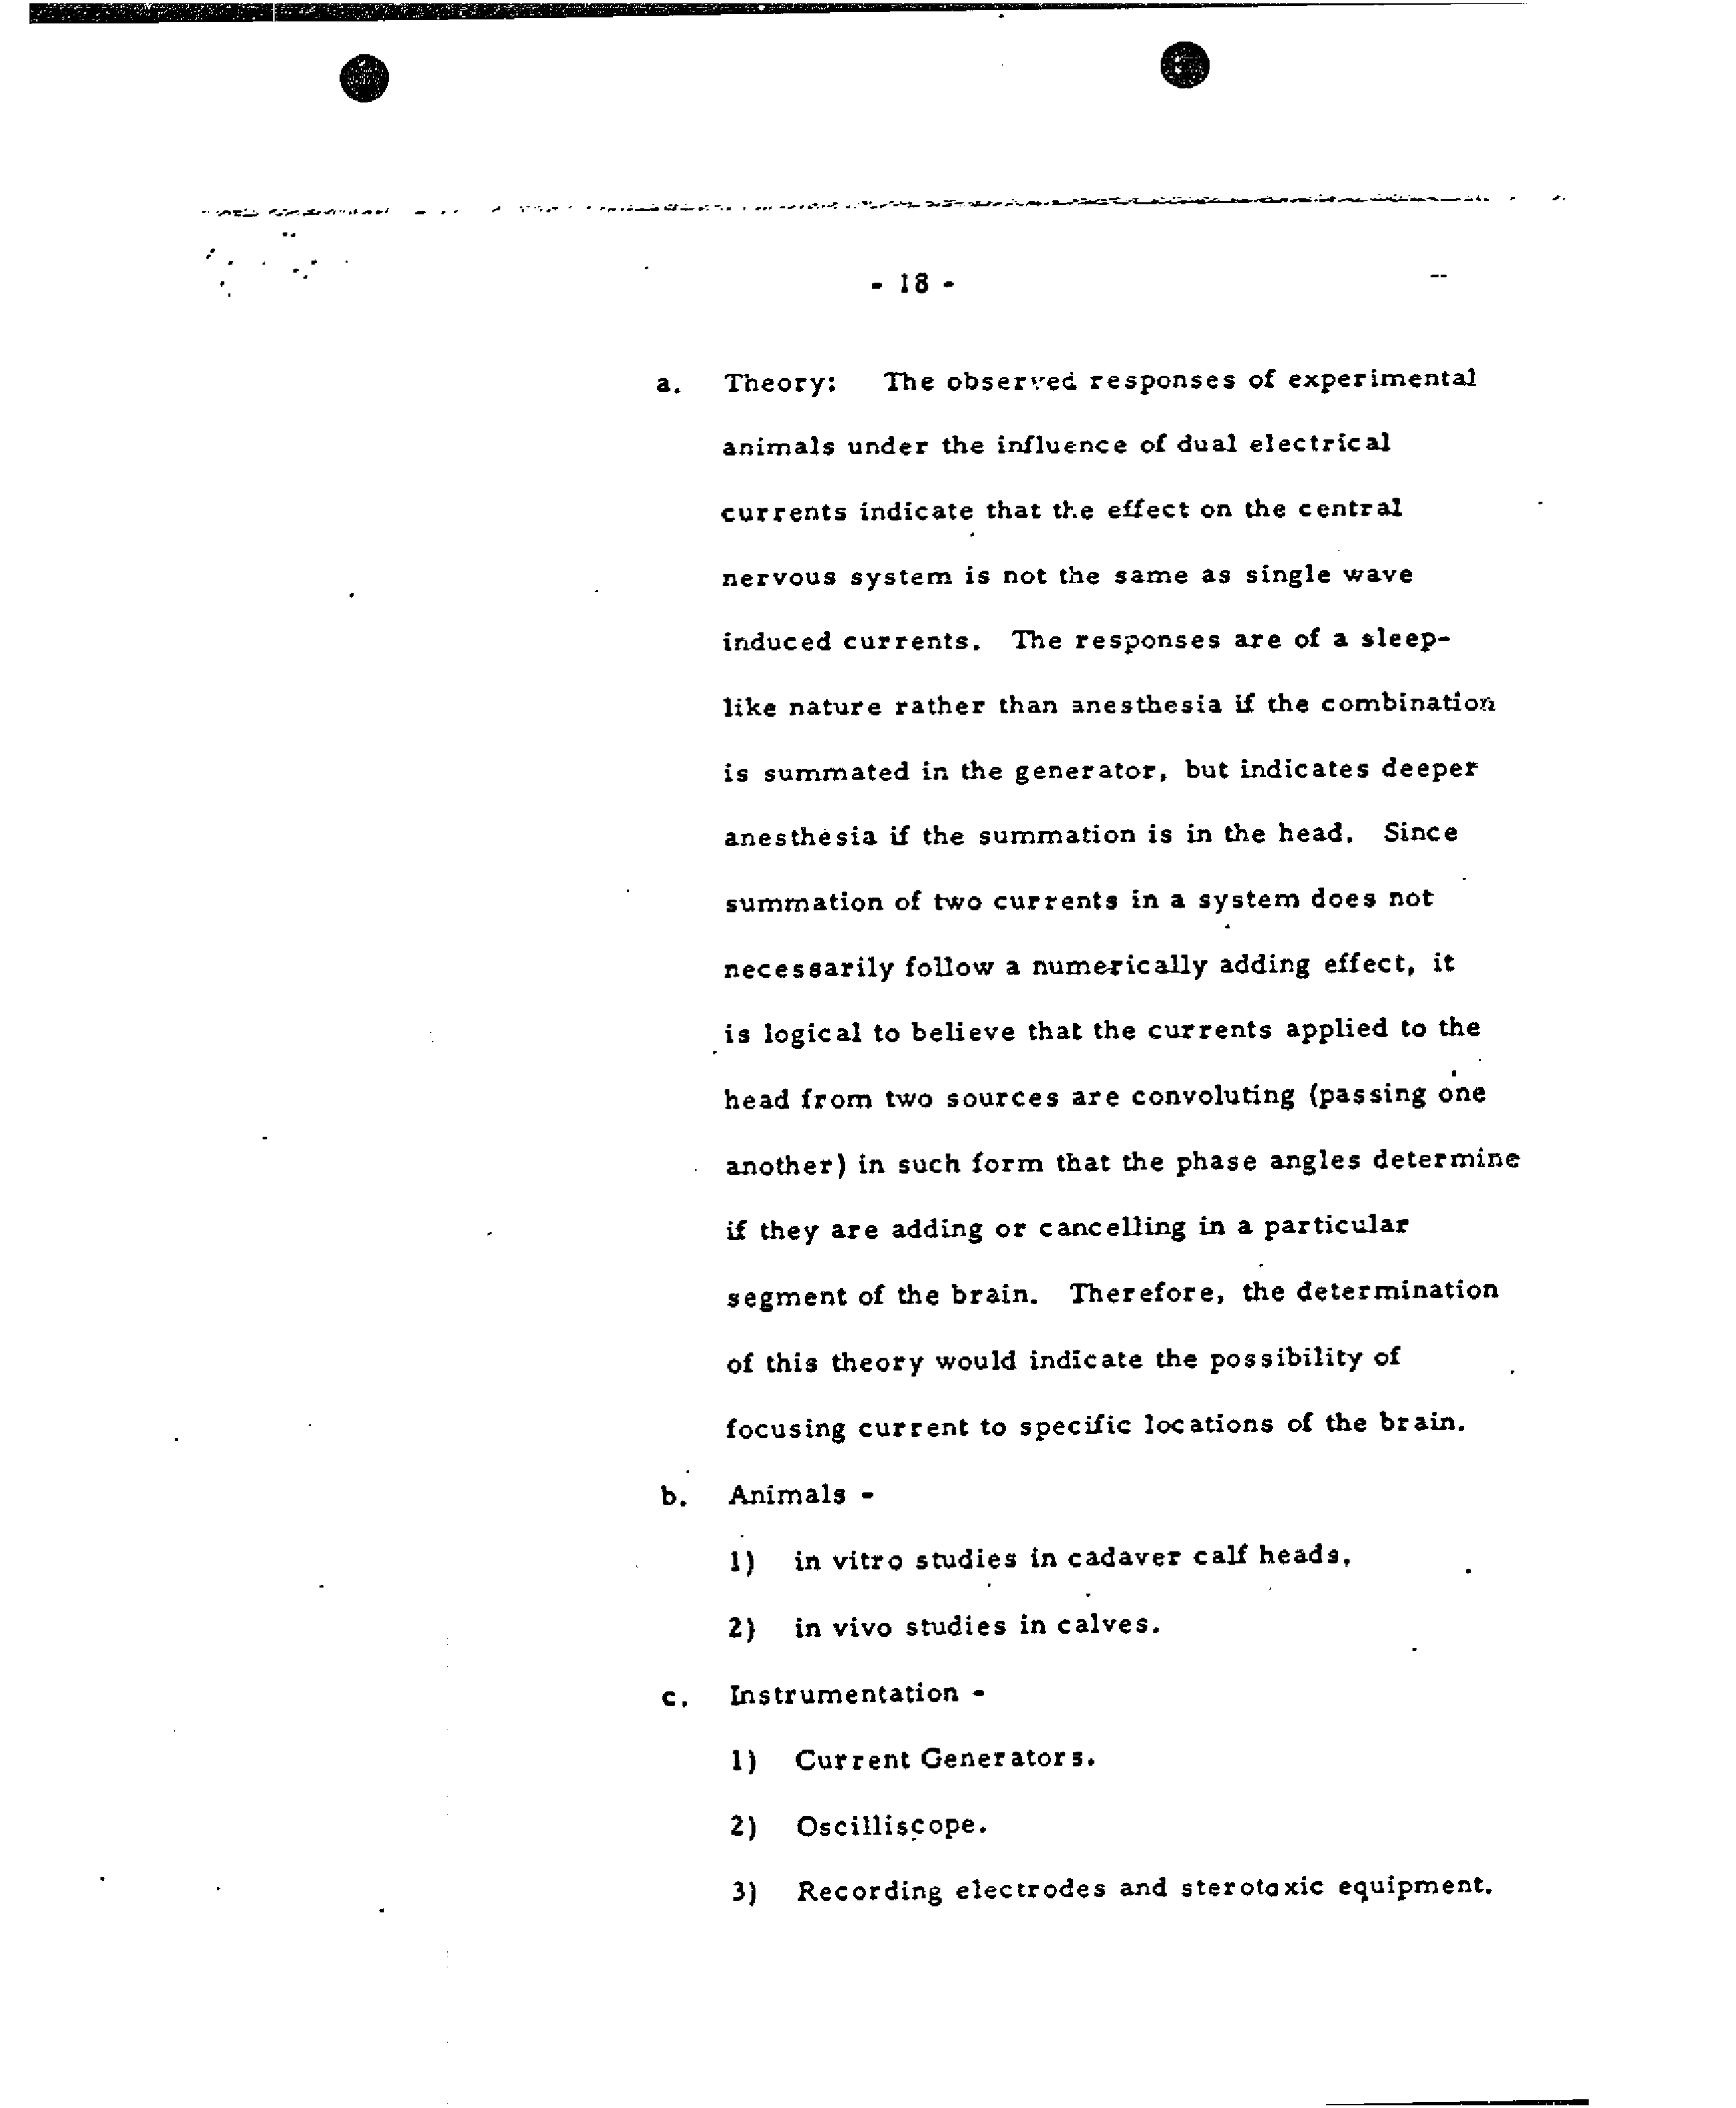 - 18 -
a. Theory: The observed responses of experimental
animals under the influence of dual electrical
currents indicate that the effect on the central
nervous system is not the same as single wave
induced currents. The responses are of a sleep-
like nature rather than anesthesia if the combination
is summated in the generator, but indicates deeper
anesthesia if the summation is in the head. Since
summation of two currents in a system does not
necessarily follow a numerically adding effect, it
is logical to believe that the currents applied to the
head from two sources are convoluting (passing one
another) in such form that the phase angles determine
if they are adding or cancelling in a particular
segment of the brain. Therefore, the determination
of this theory would indicate the possibility of
focusing current to specific locations of the brain.
b. Animals -
1) in vitro studies in cadaver calf heads.
2) in vivo studies in calves.
c. Instrumentation -
1) Current Generators.
2) Oscilliscope.
3) Recording electrodes and sterotaxic equipment.